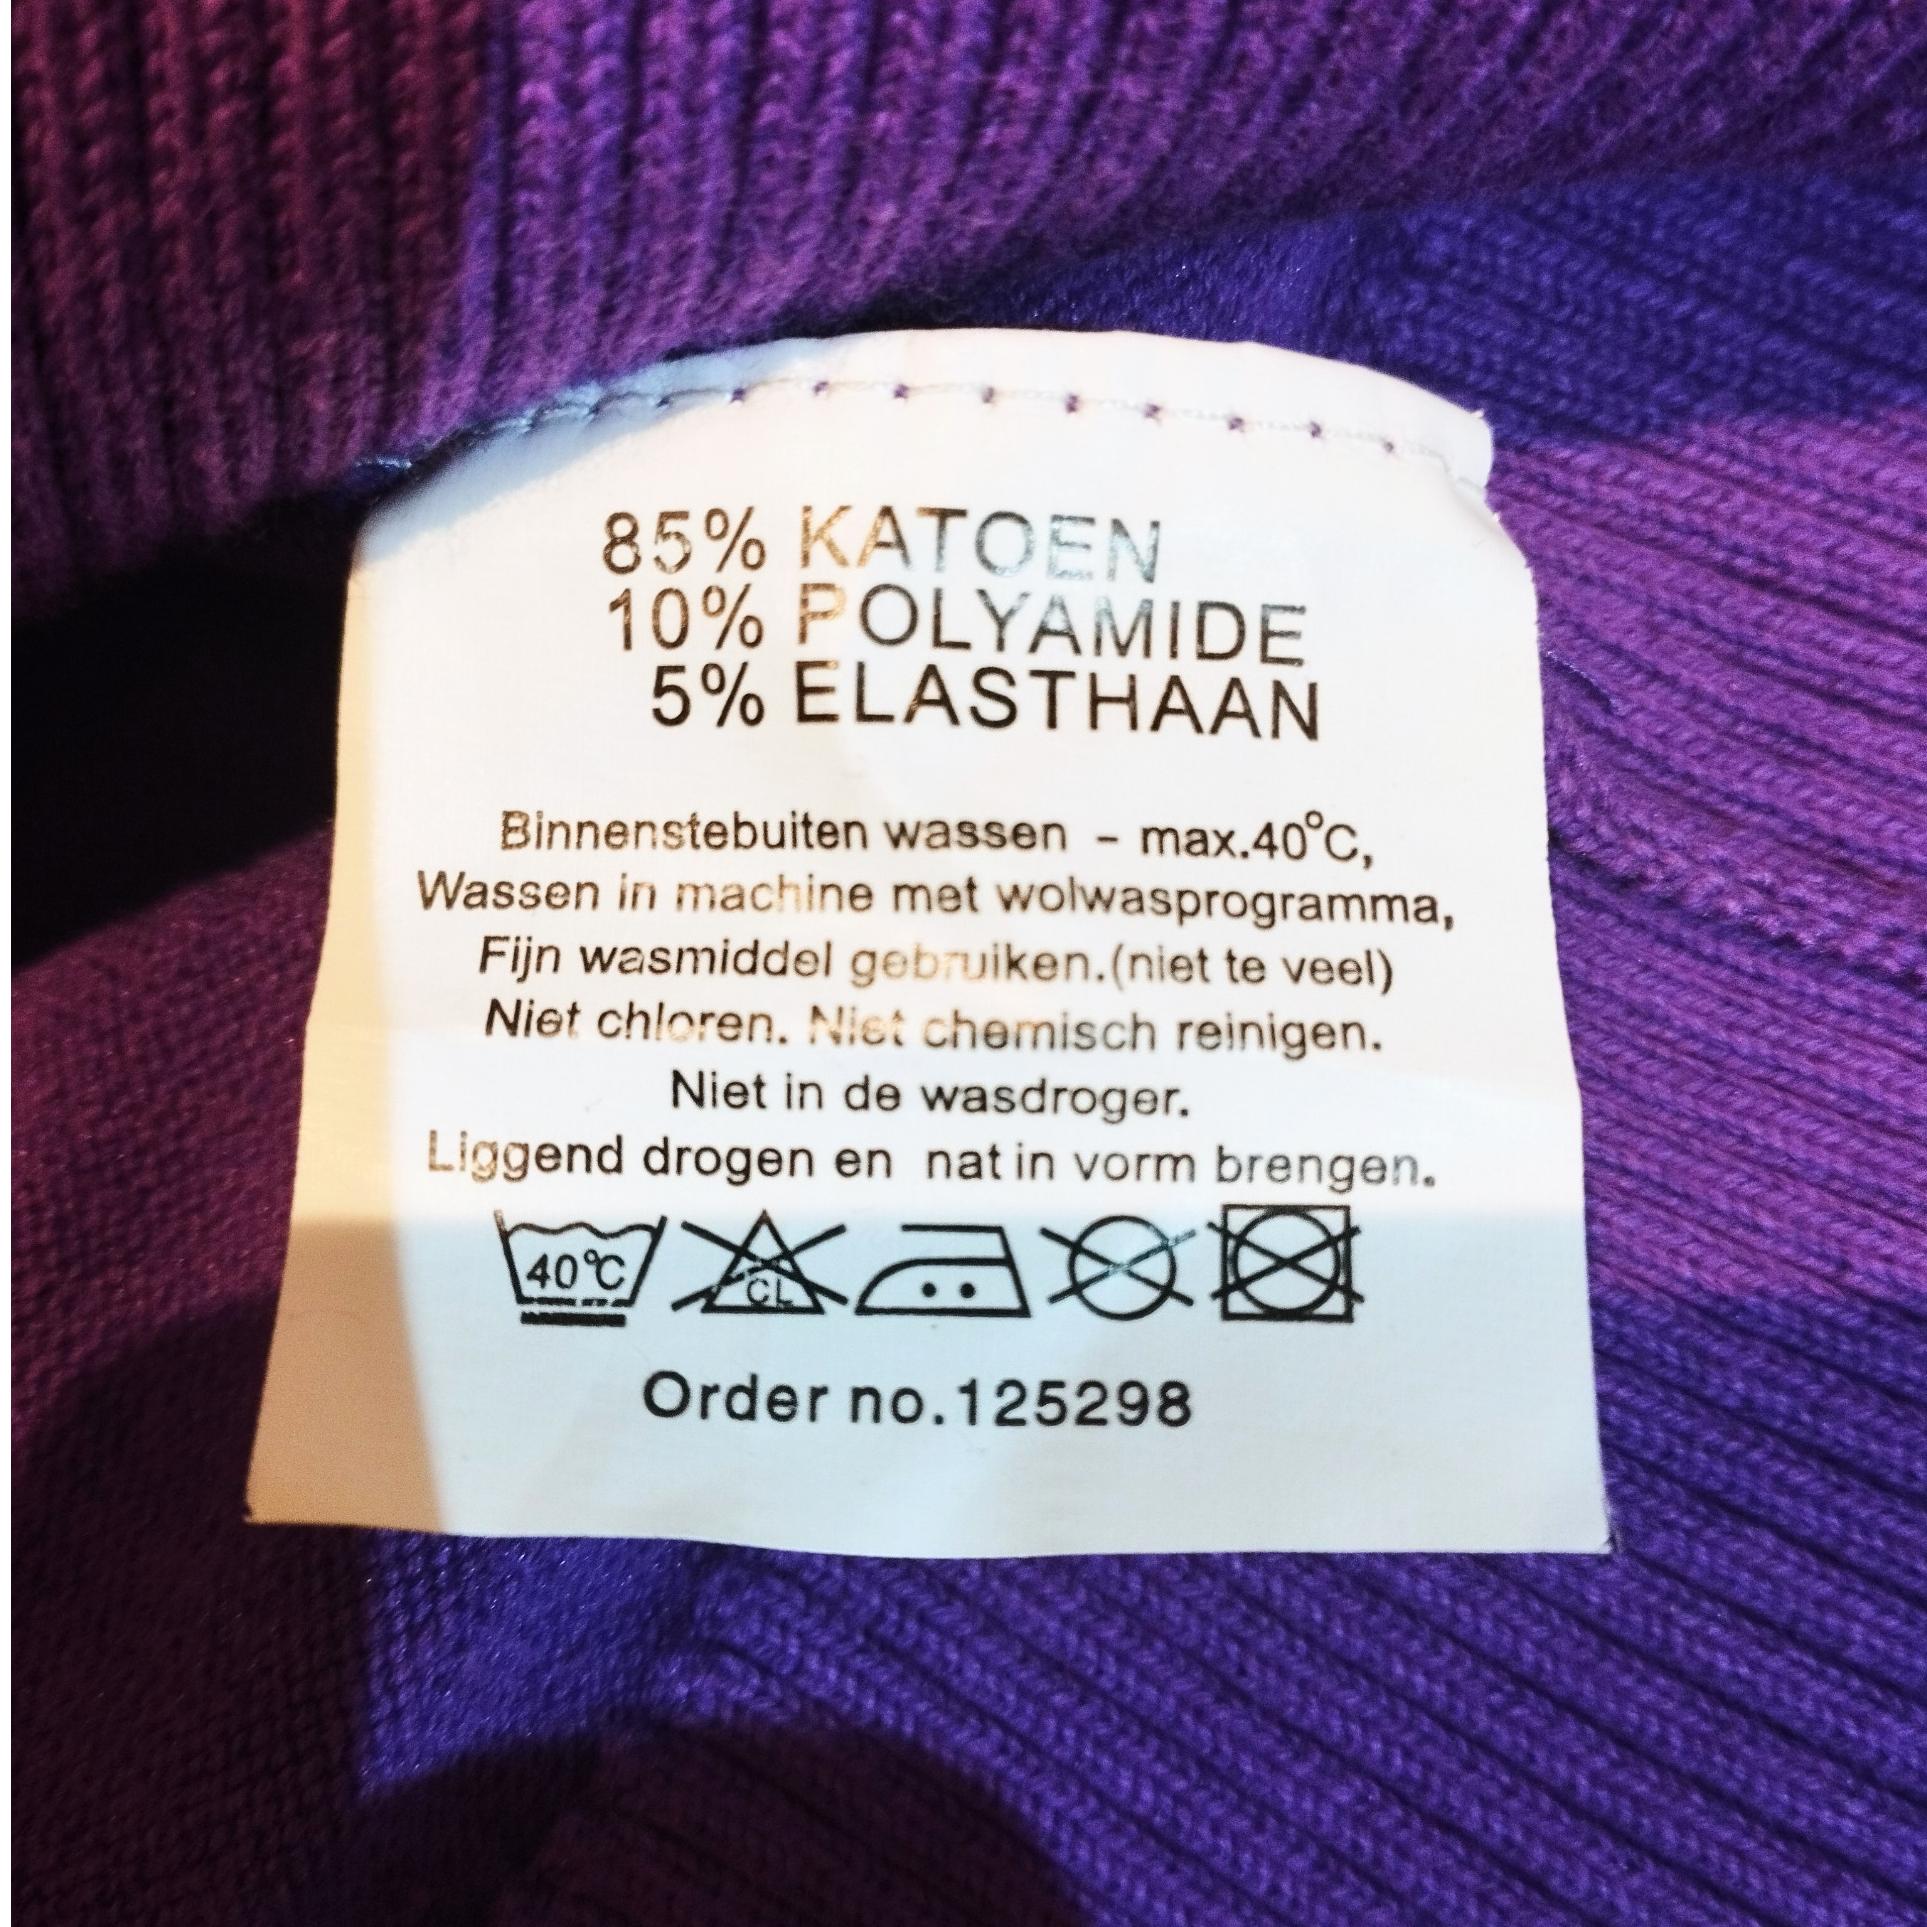 85% KATOEN
10% POLYAMIDE
5% ELASTHAAN
Binnenstebuiten wassen - max.40°C,
Wassen in machine met wolwasprogramma,
Fijn wasmiddel gebruiken.(niet te veel)
Niet chloren. Niet chemisch reinigen.
Niet in de wasdroger.
Liggend drogen en nat in vorm brengen.
40°C CL
Order no.125298